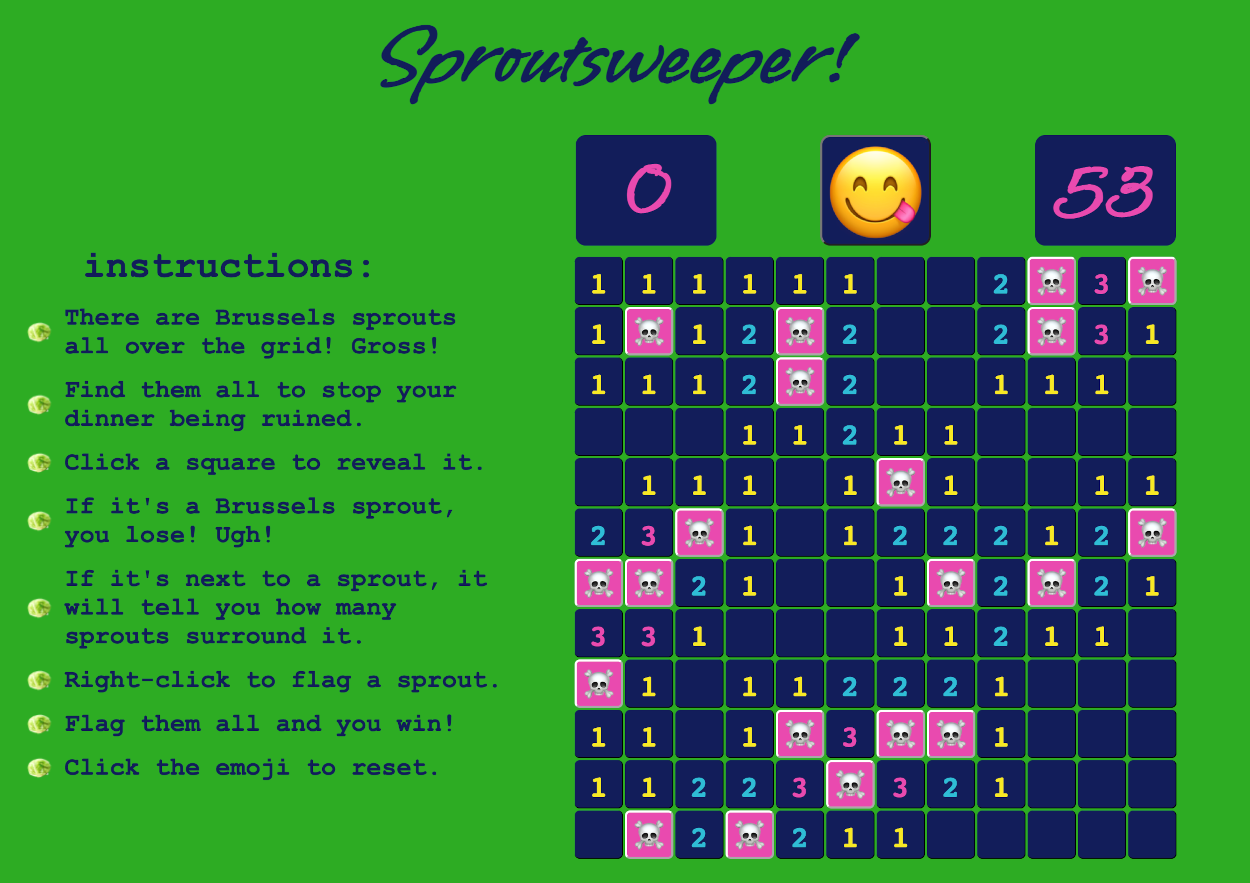 Sproutsweeper!
0 53
instructions:
There are Brussels sprouts
all over the grid! Gross!
Find them all to stop your
dinner being ruined.
Click a square to reveal it.
If it's a Brussels sprout,
you lose! Ugh!
If it's next to a sprout, it
will tell you how many
sprouts surround it.
Right-click to flag a sprout.
Flag them all and you win!
Click the emoji to reset.
1 1 1 1 1 1 2 3
1 1 2 2 2 3 1
1 1 1 2 2 1 1 1
1 1 2 1 1
1 1 1 1 1 1 1
2 3 1 1 2 2 2 1 2
2 1 1 2 2 1
3 3 1 1 1 2 1 1
1 1 1 2 2 2 1
1 1 1 3 1
1 1 2 2 3 3 2 1
2 2 1 1